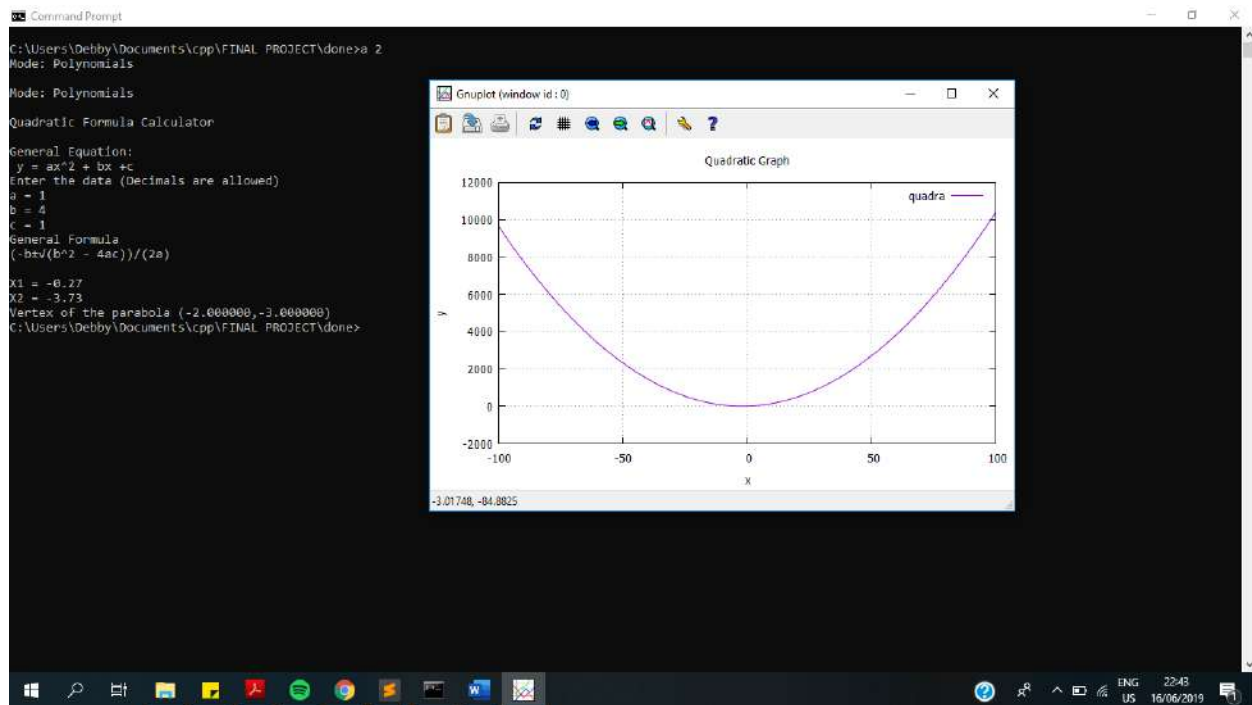 Command Prompt
C:\Users\Debby\Documents\cpp\FINAL PROJECT\done>a 2
Mode: Polynomials
Mode: Polynomials
Quadratic Formula Calculator
General Equation:
y = ax^2 + bx +c
Enter the data (Decimals are allowed)
a = 1
b = 4
c = 1
General Formula
(-b±√(b^2 - 4ac))/(2a)
X1 = -0.27
X2 = -3.73
Vertex of the parabola (-2.000000,-3.000000)
C:\Users\Debby\Documents\cpp\FINAL PROJECT\done>
Gnuplot (window id : 0)
Quadratic Graph
quadra
12000
10000
8000
6000
4000
2000
0
-2000
y
-100 -50 0 50 100
x
-3.01748, -84.8825
ENG
US
22:43
16/06/2019